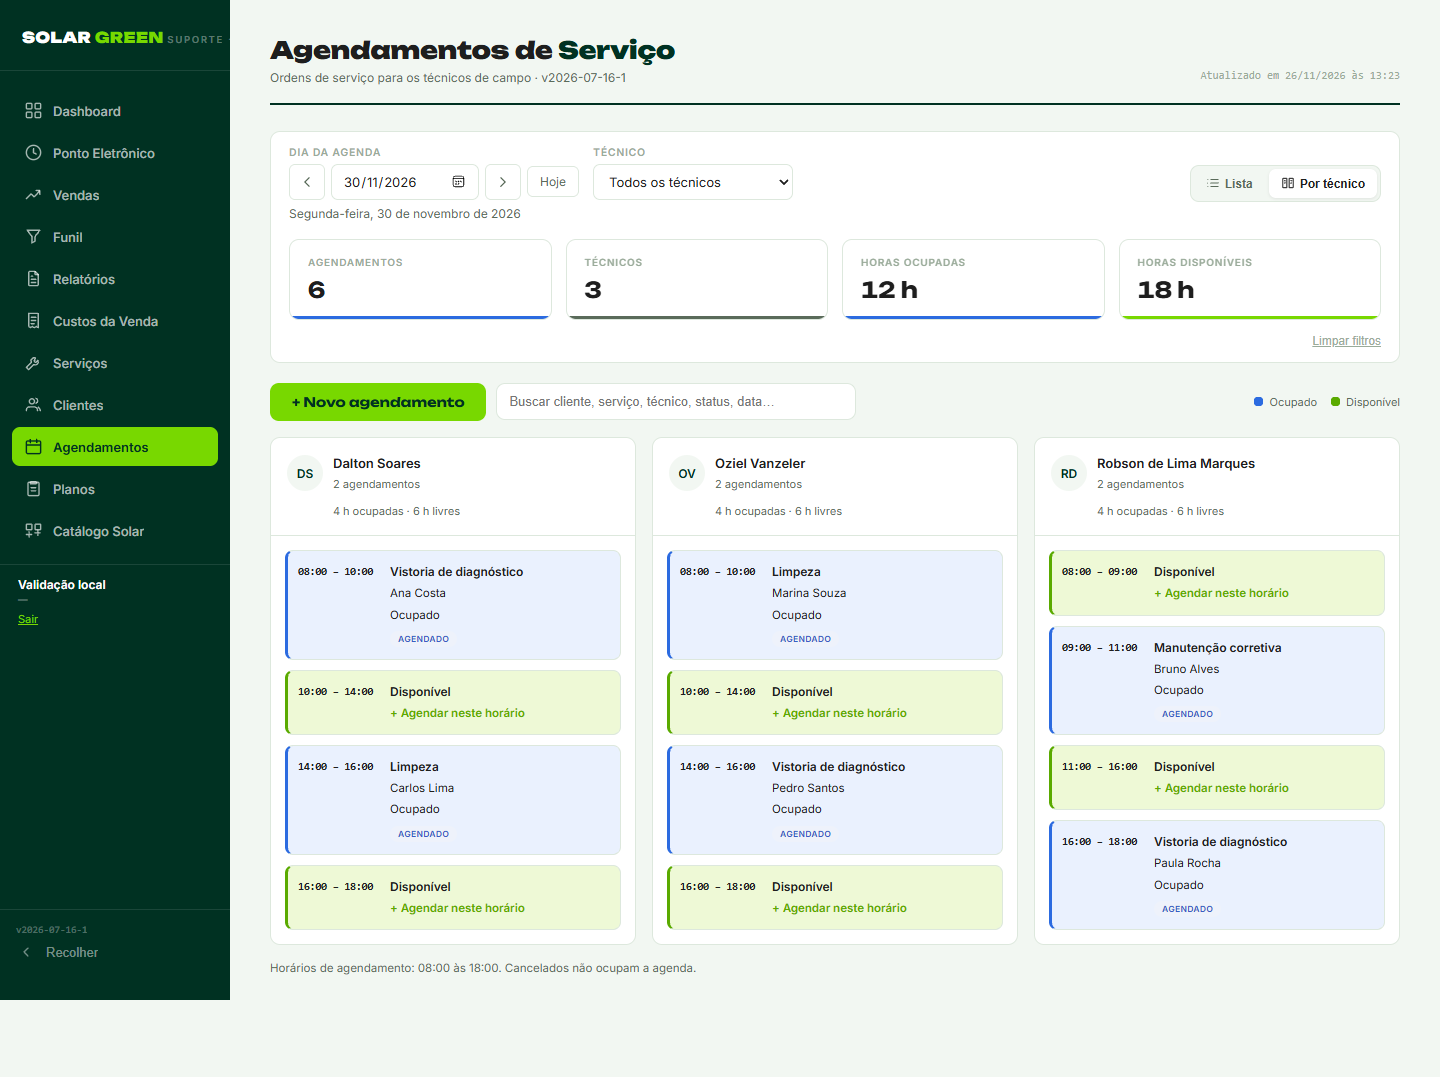 SOLAR GREEN SUPORTE
Dashboard
Ponto Eletrônico
Vendas
Funil
Relatórios
Custos da Venda
Serviços
Clientes
Agendamentos
Planos
Catálogo Solar
Validação local
—
Sair
v2026-07-16-1
Recolher
Agendamentos de Serviço
Ordens de serviço para os técnicos de campo · v2026-07-16-1
Atualizado em 26/11/2026 às 13:23
DIA DA AGENDA
30/11/2026
Hoje
Segunda-feira, 30 de novembro de 2026
TÉCNICO
Todos os técnicos
Lista
Por técnico
AGENDAMENTOS
6
TÉCNICOS
3
HORAS OCUPADAS
12 h
HORAS DISPONÍVEIS
18 h
Limpar filtros
+ Novo agendamento
Buscar cliente, serviço, técnico, status, data...
Ocupado
Disponível
DS
Dalton Soares
2 agendamentos
4 h ocupadas · 6 h livres
08:00 – 10:00 Vistoria de diagnóstico
Ana Costa
Ocupado
AGENDADO
10:00 – 14:00 Disponível
+ Agendar neste horário
14:00 – 16:00 Limpeza
Carlos Lima
Ocupado
AGENDADO
16:00 – 18:00 Disponível
+ Agendar neste horário
OV
Oziel Vanzeler
2 agendamentos
4 h ocupadas · 6 h livres
08:00 – 10:00 Limpeza
Marina Souza
Ocupado
AGENDADO
10:00 – 14:00 Disponível
+ Agendar neste horário
14:00 – 16:00 Vistoria de diagnóstico
Pedro Santos
Ocupado
AGENDADO
16:00 – 18:00 Disponível
+ Agendar neste horário
RD
Robson de Lima Marques
2 agendamentos
4 h ocupadas · 6 h livres
08:00 – 09:00 Disponível
+ Agendar neste horário
09:00 – 11:00 Manutenção corretiva
Bruno Alves
Ocupado
AGENDADO
11:00 – 16:00 Disponível
+ Agendar neste horário
16:00 – 18:00 Vistoria de diagnóstico
Paula Rocha
Ocupado
AGENDADO
Horários de agendamento: 08:00 às 18:00. Cancelados não ocupam a agenda.